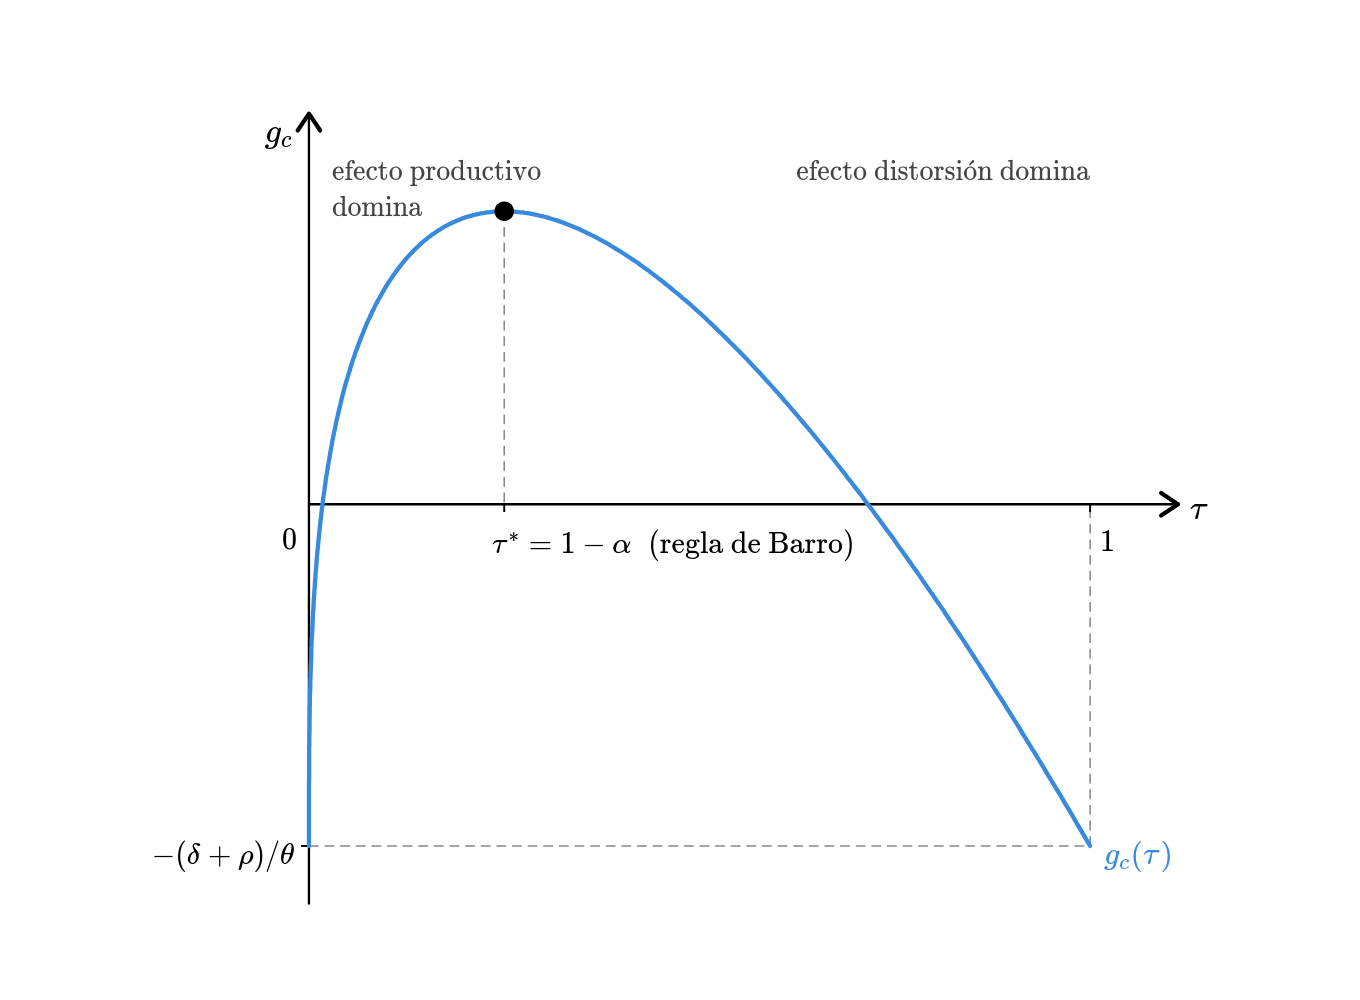 g_c
efecto productivo
domina
efecto distorsión domina
τ
0
τ* = 1 − α (regla de Barro)
1
−(δ + ρ)/θ
g_c(τ)